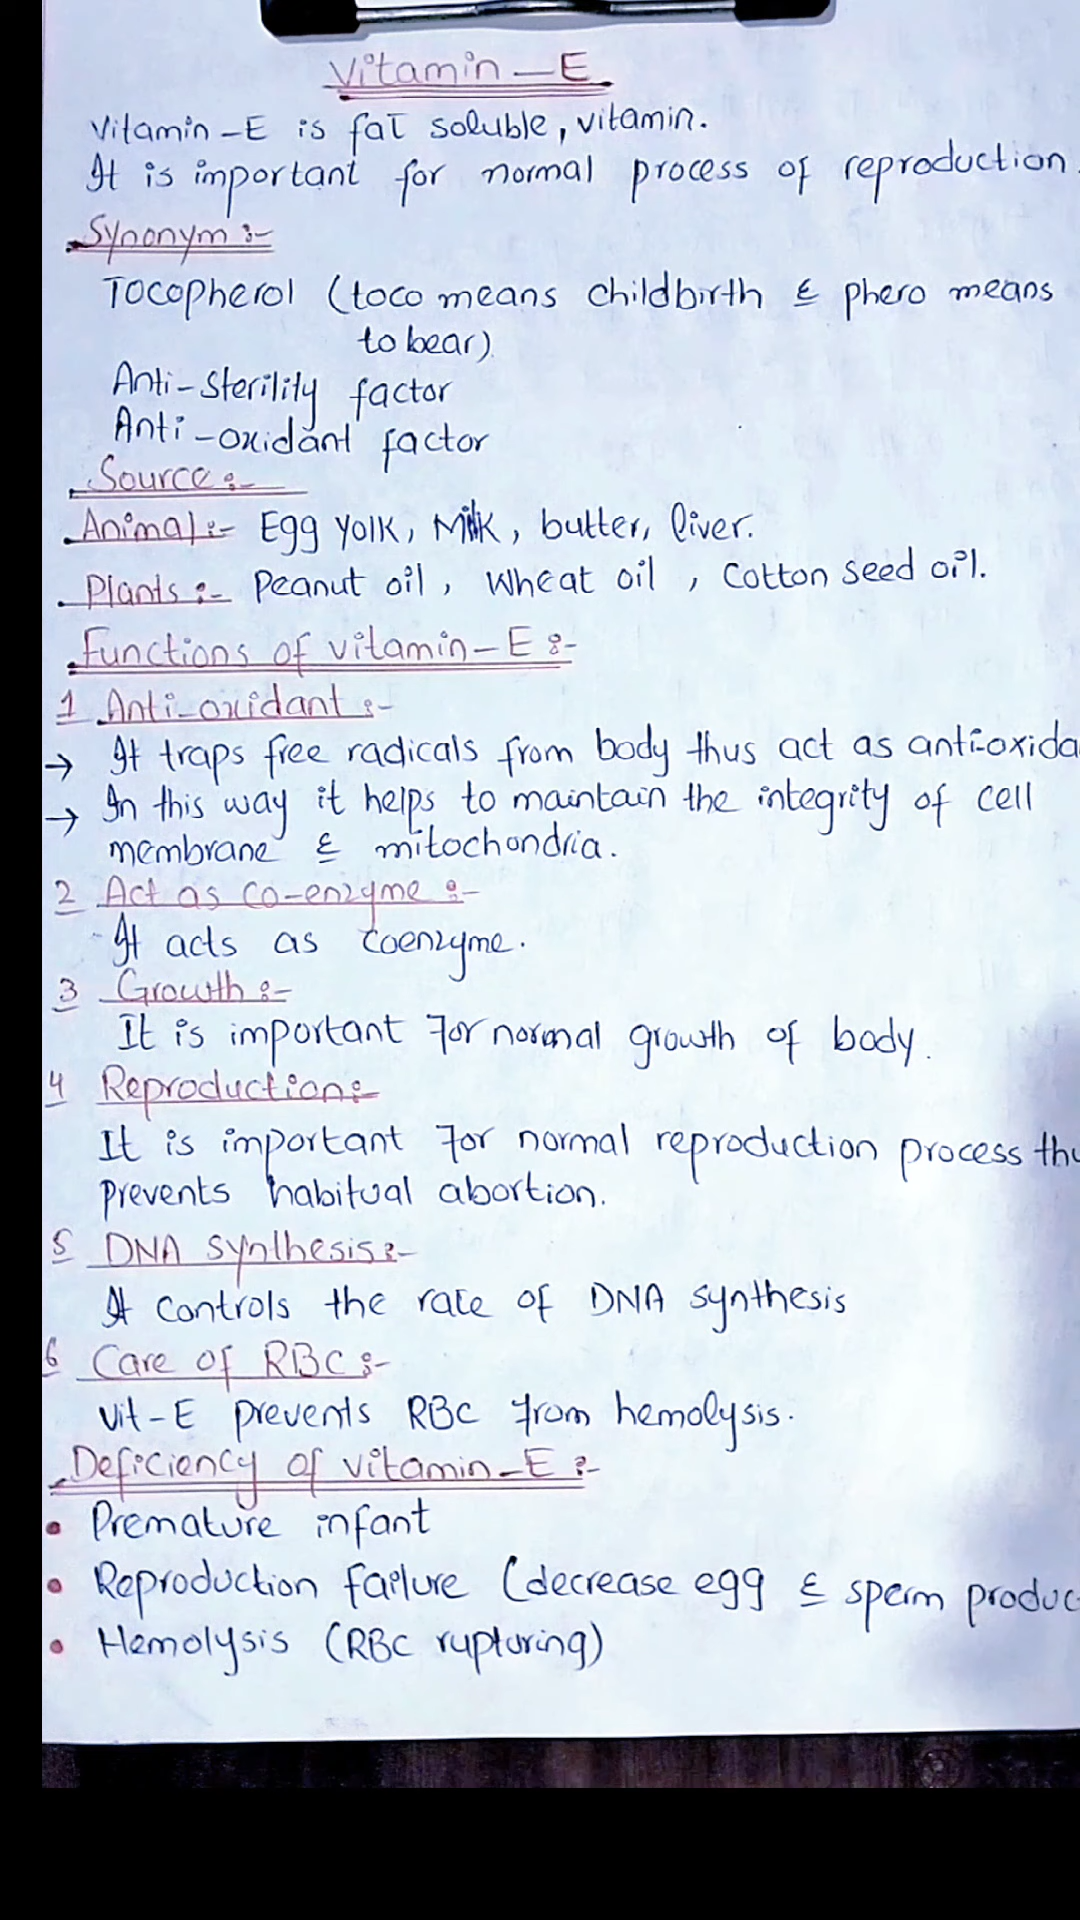 Vitamin - E
Vitamin - E is fat soluble, vitamin.
It is important for normal process of reproduction.
Synonym :-
Tocopherol (toco means childbirth & phero means
to bear)
Anti - Sterility factor
Anti - oxidant factor
Source :-
Animal :- Egg yolk, Milk, butter, liver.
Plants :- Peanut oil, Wheat oil, Cotton seed oil.
Functions of vitamin - E :-
1 Anti-oxidant :-
→ It traps free radicals from body thus act as anti-oxida
→ In this way it helps to maintain the integrity of cell
membrane & mitochondria.
2 Act as co-enzyme :-
It acts as coenzyme.
3 Growth :-
It is important for normal growth of body.
4 Reproduction :-
It is important for normal reproduction process thu
prevents habitual abortion.
5 DNA synthesis :-
It controls the rate of DNA synthesis
6 Care of RBC :-
Vit - E prevents RBC from hemolysis.
Deficiency of vitamin - E :-
• Premature infant
• Reproduction failure (decrease egg & sperm produc
• Hemolysis (RBC rupturing)